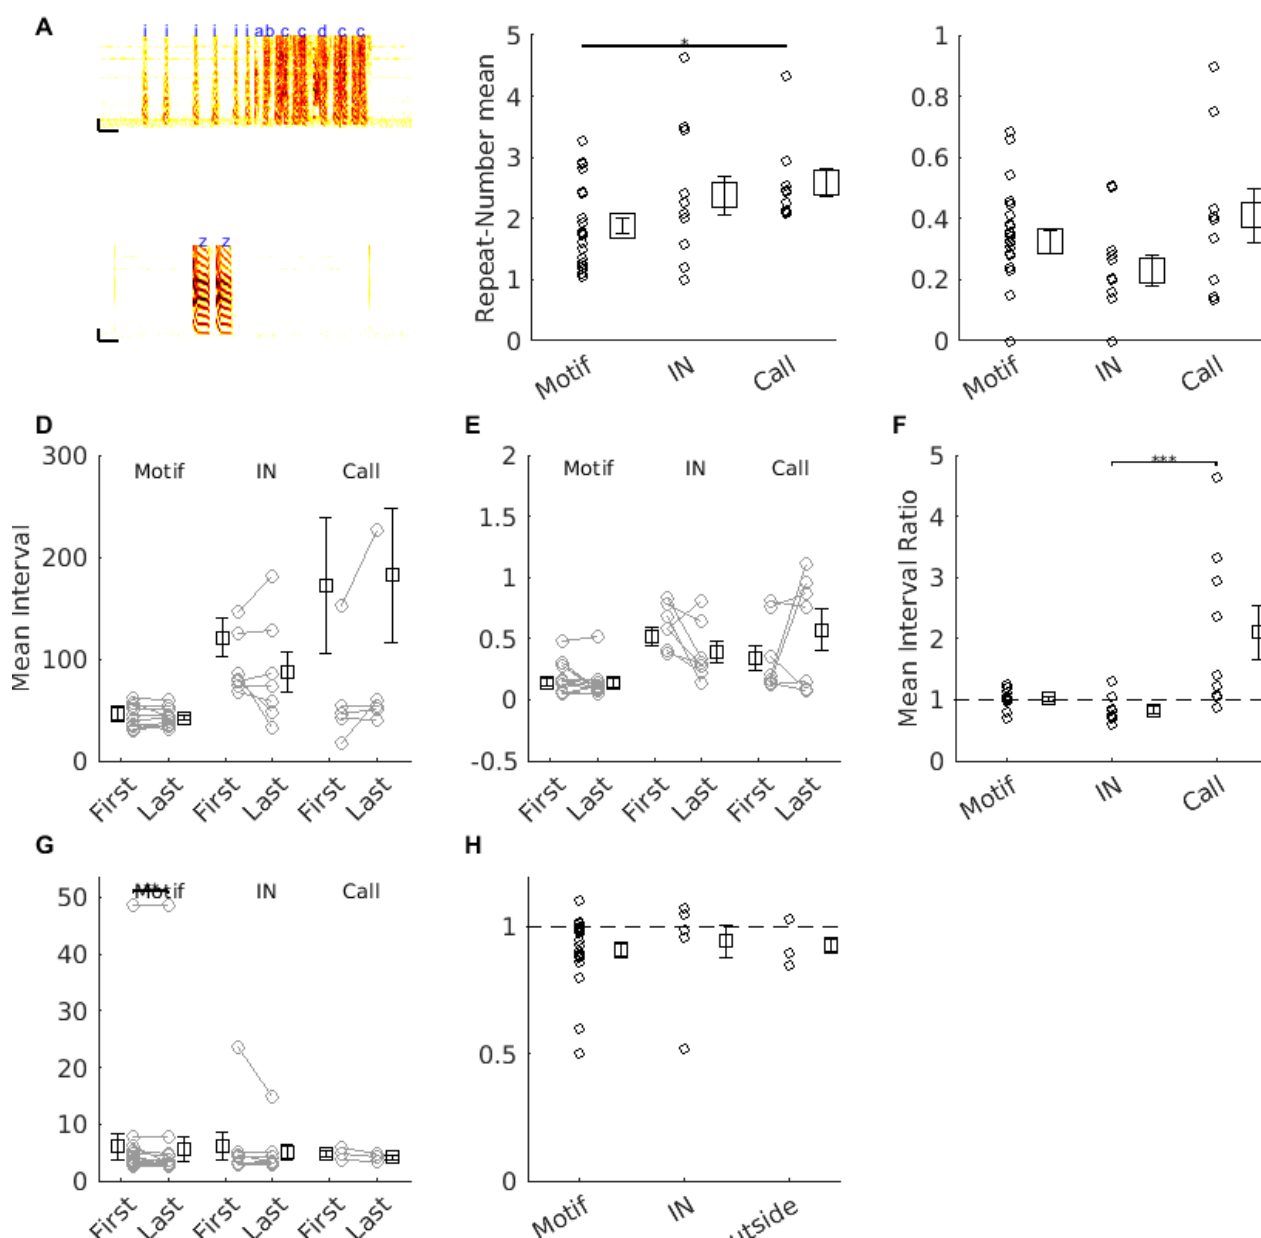 A
i i i i i i a b c c d c c
z z
Repeat-Number mean
5
4
3
2
1
0
*
Motif IN Call
1
0.8
0.6
0.4
0.2
0
Motif IN Call
D
Mean Interval
300
200
100
0
Motif IN Call
First Last First Last First Last
E
2
1.5
1
0.5
0
-0.5
Motif IN Call
First Last First Last First Last
F
Mean Interval Ratio
5
4
3
2
1
0
***
Motif IN Call
G
50
40
30
20
10
0
Motif IN Call
First Last First Last First Last
H
1
0.5
0
Motif IN utside